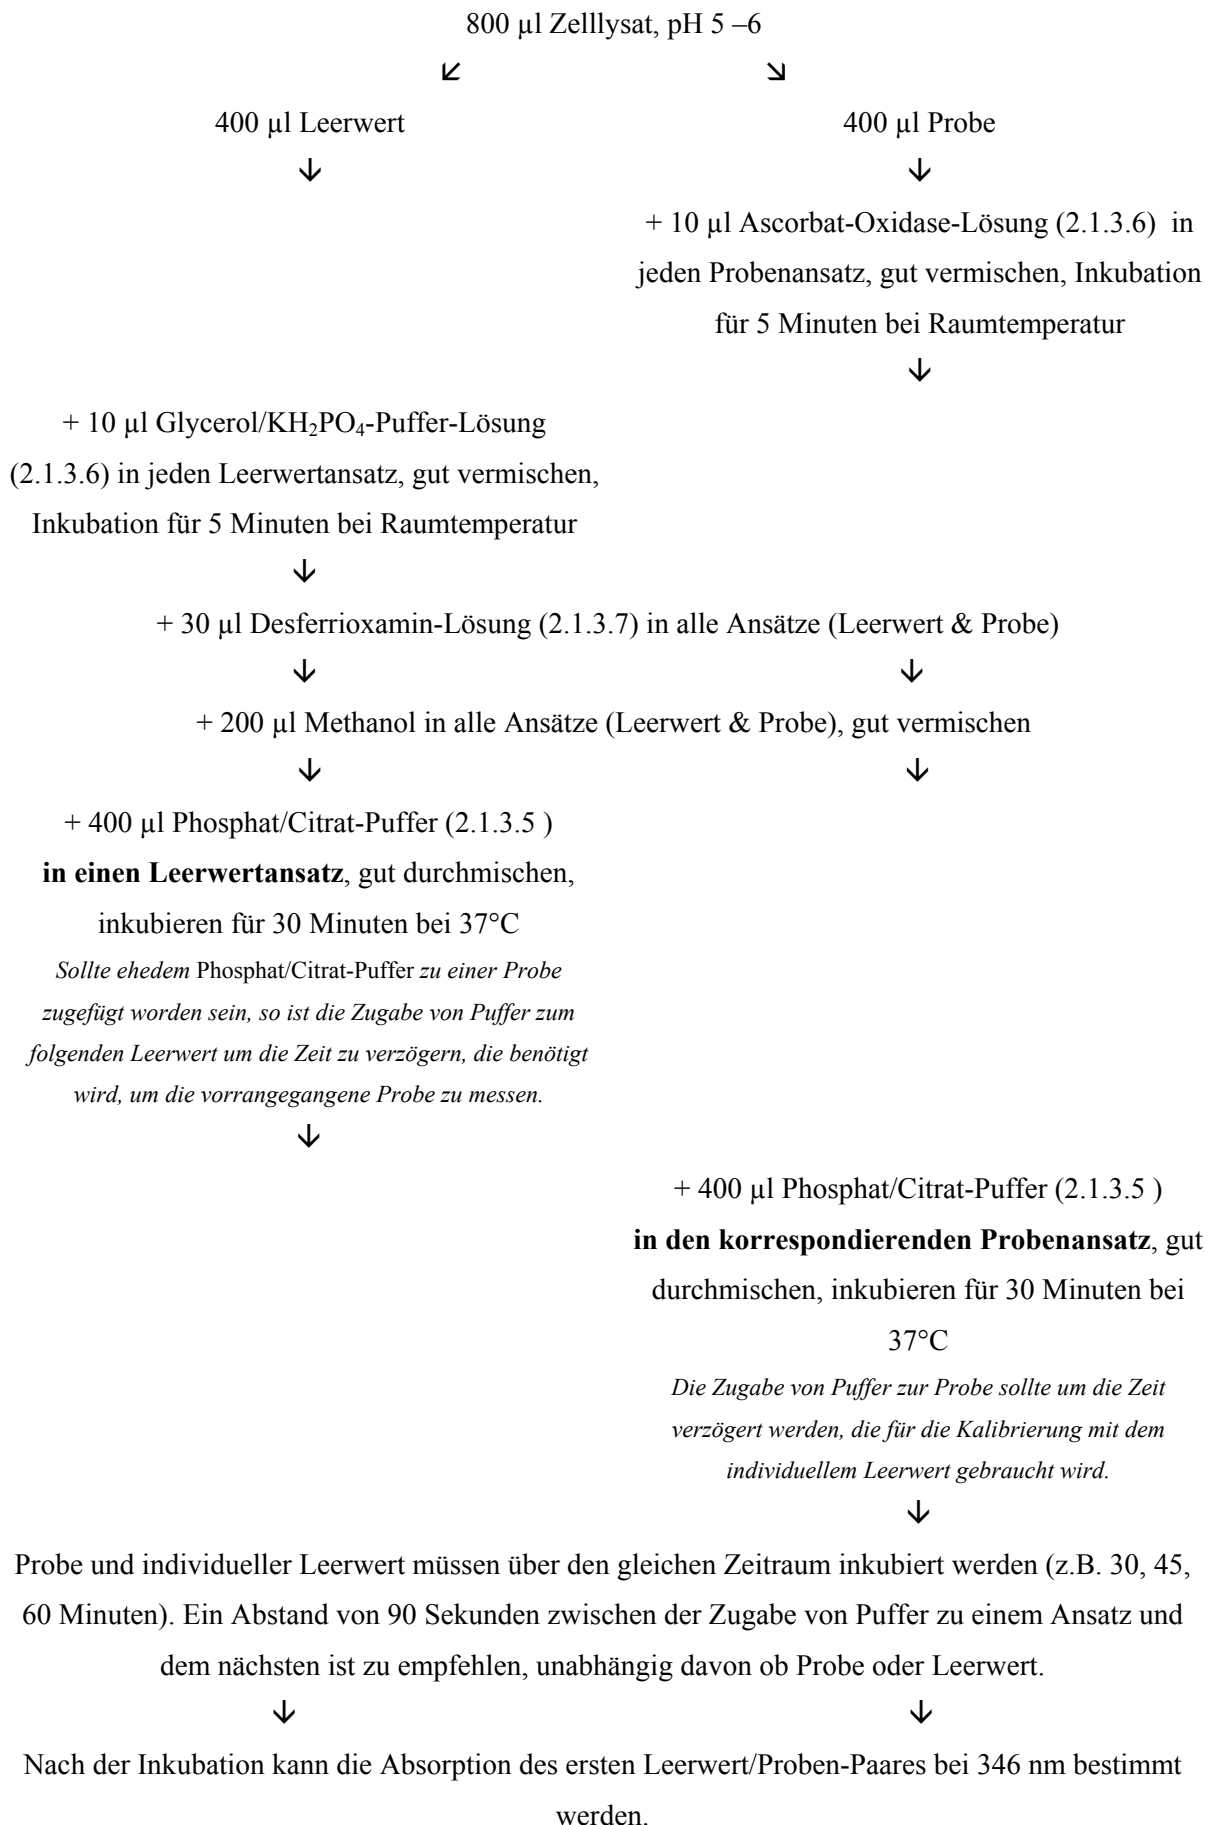 800 µl Zelllysat, pH 5 –6
🡿 🡾
400 µl Leerwert 400 µl Probe
↓ ↓
+ 10 µl Ascorbat-Oxidase-Lösung (2.1.3.6) in
jeden Probenansatz, gut vermischen, Inkubation
für 5 Minuten bei Raumtemperatur
↓
+ 10 µl Glycerol/KH₂PO₄-Puffer-Lösung
(2.1.3.6) in jeden Leerwertansatz, gut vermischen,
Inkubation für 5 Minuten bei Raumtemperatur
↓
+ 30 µl Desferrioxamin-Lösung (2.1.3.7) in alle Ansätze (Leerwert & Probe)
↓ ↓
+ 200 µl Methanol in alle Ansätze (Leerwert & Probe), gut vermischen
↓ ↓
+ 400 µl Phosphat/Citrat-Puffer (2.1.3.5 )
in einen Leerwertansatz, gut durchmischen,
inkubieren für 30 Minuten bei 37°C
Sollte ehedem Phosphat/Citrat-Puffer zu einer Probe
zugefügt worden sein, so ist die Zugabe von Puffer zum
folgenden Leerwert um die Zeit zu verzögern, die benötigt
wird, um die vorrangegangene Probe zu messen.
↓
+ 400 µl Phosphat/Citrat-Puffer (2.1.3.5 )
in den korrespondierenden Probenansatz, gut
durchmischen, inkubieren für 30 Minuten bei
37°C
Die Zugabe von Puffer zur Probe sollte um die Zeit
verzögert werden, die für die Kalibrierung mit dem
individuellem Leerwert gebraucht wird.
↓
Probe und individueller Leerwert müssen über den gleichen Zeitraum inkubiert werden (z.B. 30, 45,
60 Minuten). Ein Abstand von 90 Sekunden zwischen der Zugabe von Puffer zu einem Ansatz und
dem nächsten ist zu empfehlen, unabhängig davon ob Probe oder Leerwert.
↓ ↓
Nach der Inkubation kann die Absorption des ersten Leerwert/Proben-Paares bei 346 nm bestimmt
werden.